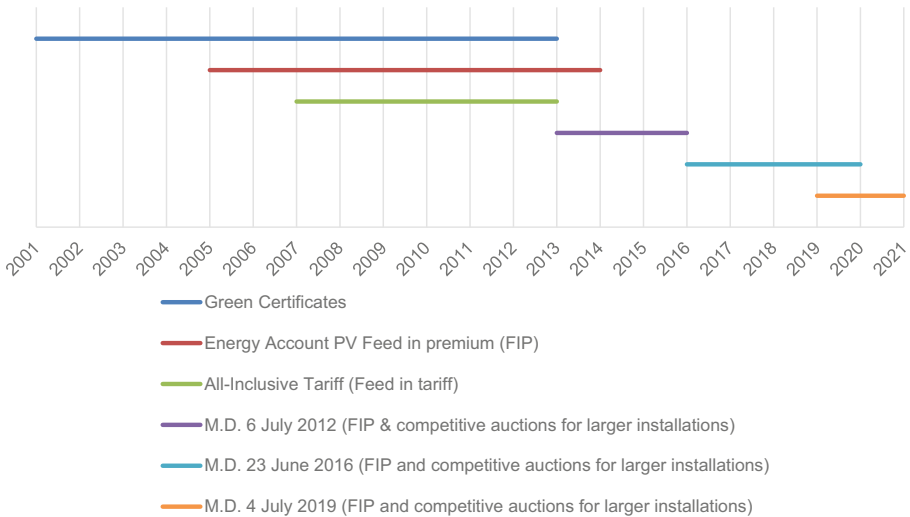 2001 2002 2003 2004 2005 2006 2007 2008 2009 2010 2011 2012 2013 2014 2015 2016 2017 2018 2019 2020 2021
Green Certificates
Energy Account PV Feed in premium (FIP)
All-Inclusive Tariff (Feed in tariff)
M.D. 6 July 2012 (FIP & competitive auctions for larger installations)
M.D. 23 June 2016 (FIP and competitive auctions for larger installations)
M.D. 4 July 2019 (FIP and competitive auctions for larger installations)